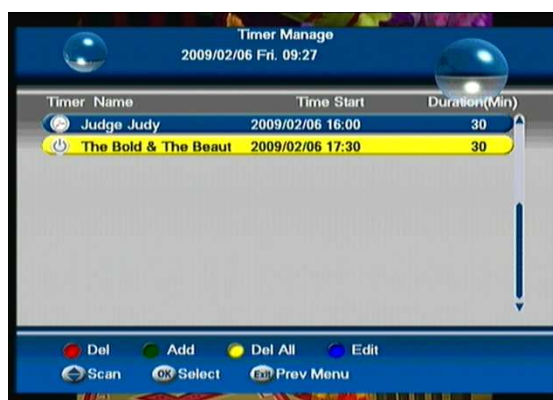 Timer Manage
2009/02/06 Fri. 09:27
Timer Name Time Start Duration(Min)
Judge Judy 2009/02/06 16:00 30
The Bold & The Beaut 2009/02/06 17:30 30
Del Add Del All Edit
Scan OK Select Exit Prev Menu